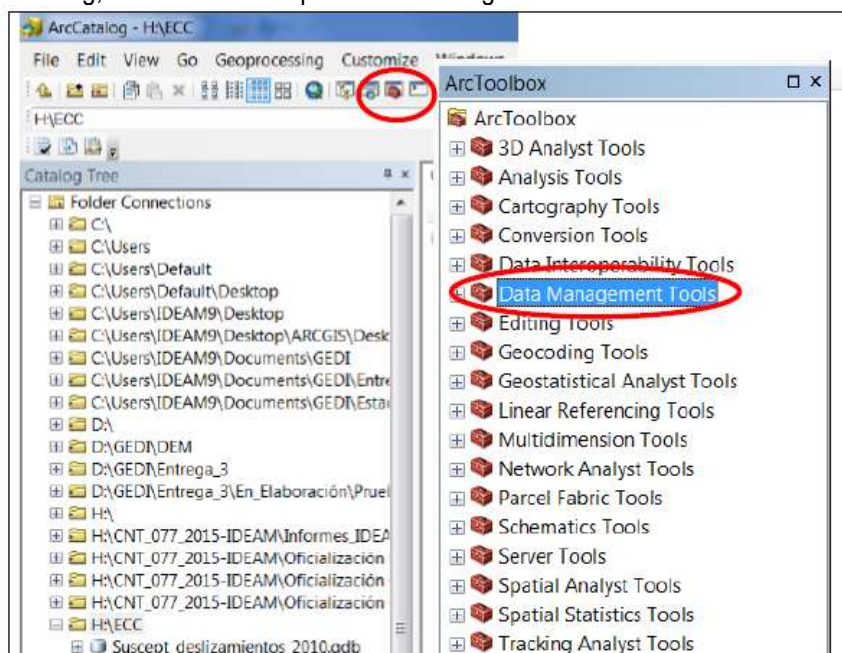 ArcCatalog - H:\ECC
File Edit View Go Geoprocessing Customize Windows
H:\ECC
Catalog Tree
Folder Connections
C:\
C:\Users
C:\Users\Default
C:\Users\Default\Desktop
C:\Users\IDEAM9\Desktop
C:\Users\IDEAM9\Desktop\ARCGIS\Desk
C:\Users\IDEAM9\Documents\GEDI
C:\Users\IDEAM9\Documents\GEDI\Entre
C:\Users\IDEAM9\Documents\GEDI\Estai
D:\
D:\GEDI\DEM
D:\GEDI\Entrega_3
D:\GEDI\Entrega_3\En_Elaboración\Pruel
H:\
H:\CNT_077_2015-IDEAM\Informes_IDEA
H:\CNT_077_2015-IDEAM\Oficialización
H:\CNT_077_2015-IDEAM\Oficialización
H:\CNT_077_2015-IDEAM\Oficialización
H:\ECC
Suscept_deslizamientos_2010.gdb
ArcToolbox
ArcToolbox
3D Analyst Tools
Analysis Tools
Cartography Tools
Conversion Tools
Data Interoperability Tools
Data Management Tools
Editing Tools
Geocoding Tools
Geostatistical Analyst Tools
Linear Referencing Tools
Multidimension Tools
Network Analyst Tools
Parcel Fabric Tools
Schematics Tools
Server Tools
Spatial Analyst Tools
Spatial Statistics Tools
Tracking Analyst Tools